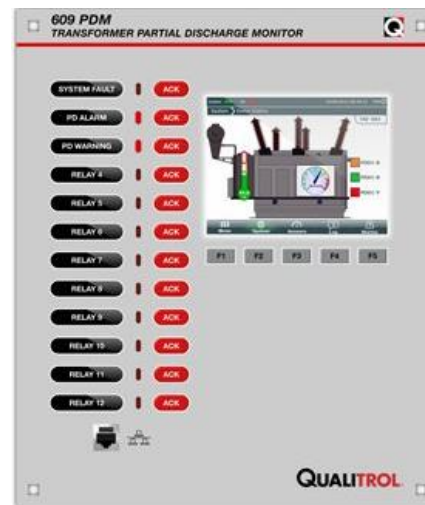 609 PDM
TRANSFORMER PARTIAL DISCHARGE MONITOR
SYSTEM FAULT ACK
PD ALARM ACK
PD WARNING ACK
RELAY 4 ACK
RELAY 5 ACK
RELAY 6 ACK
RELAY 7 ACK
RELAY 8 ACK
RELAY 9 ACK
RELAY 10 ACK
RELAY 11 ACK
RELAY 12 ACK
System
F1 F2 F3 F4 F5
QUALITROL